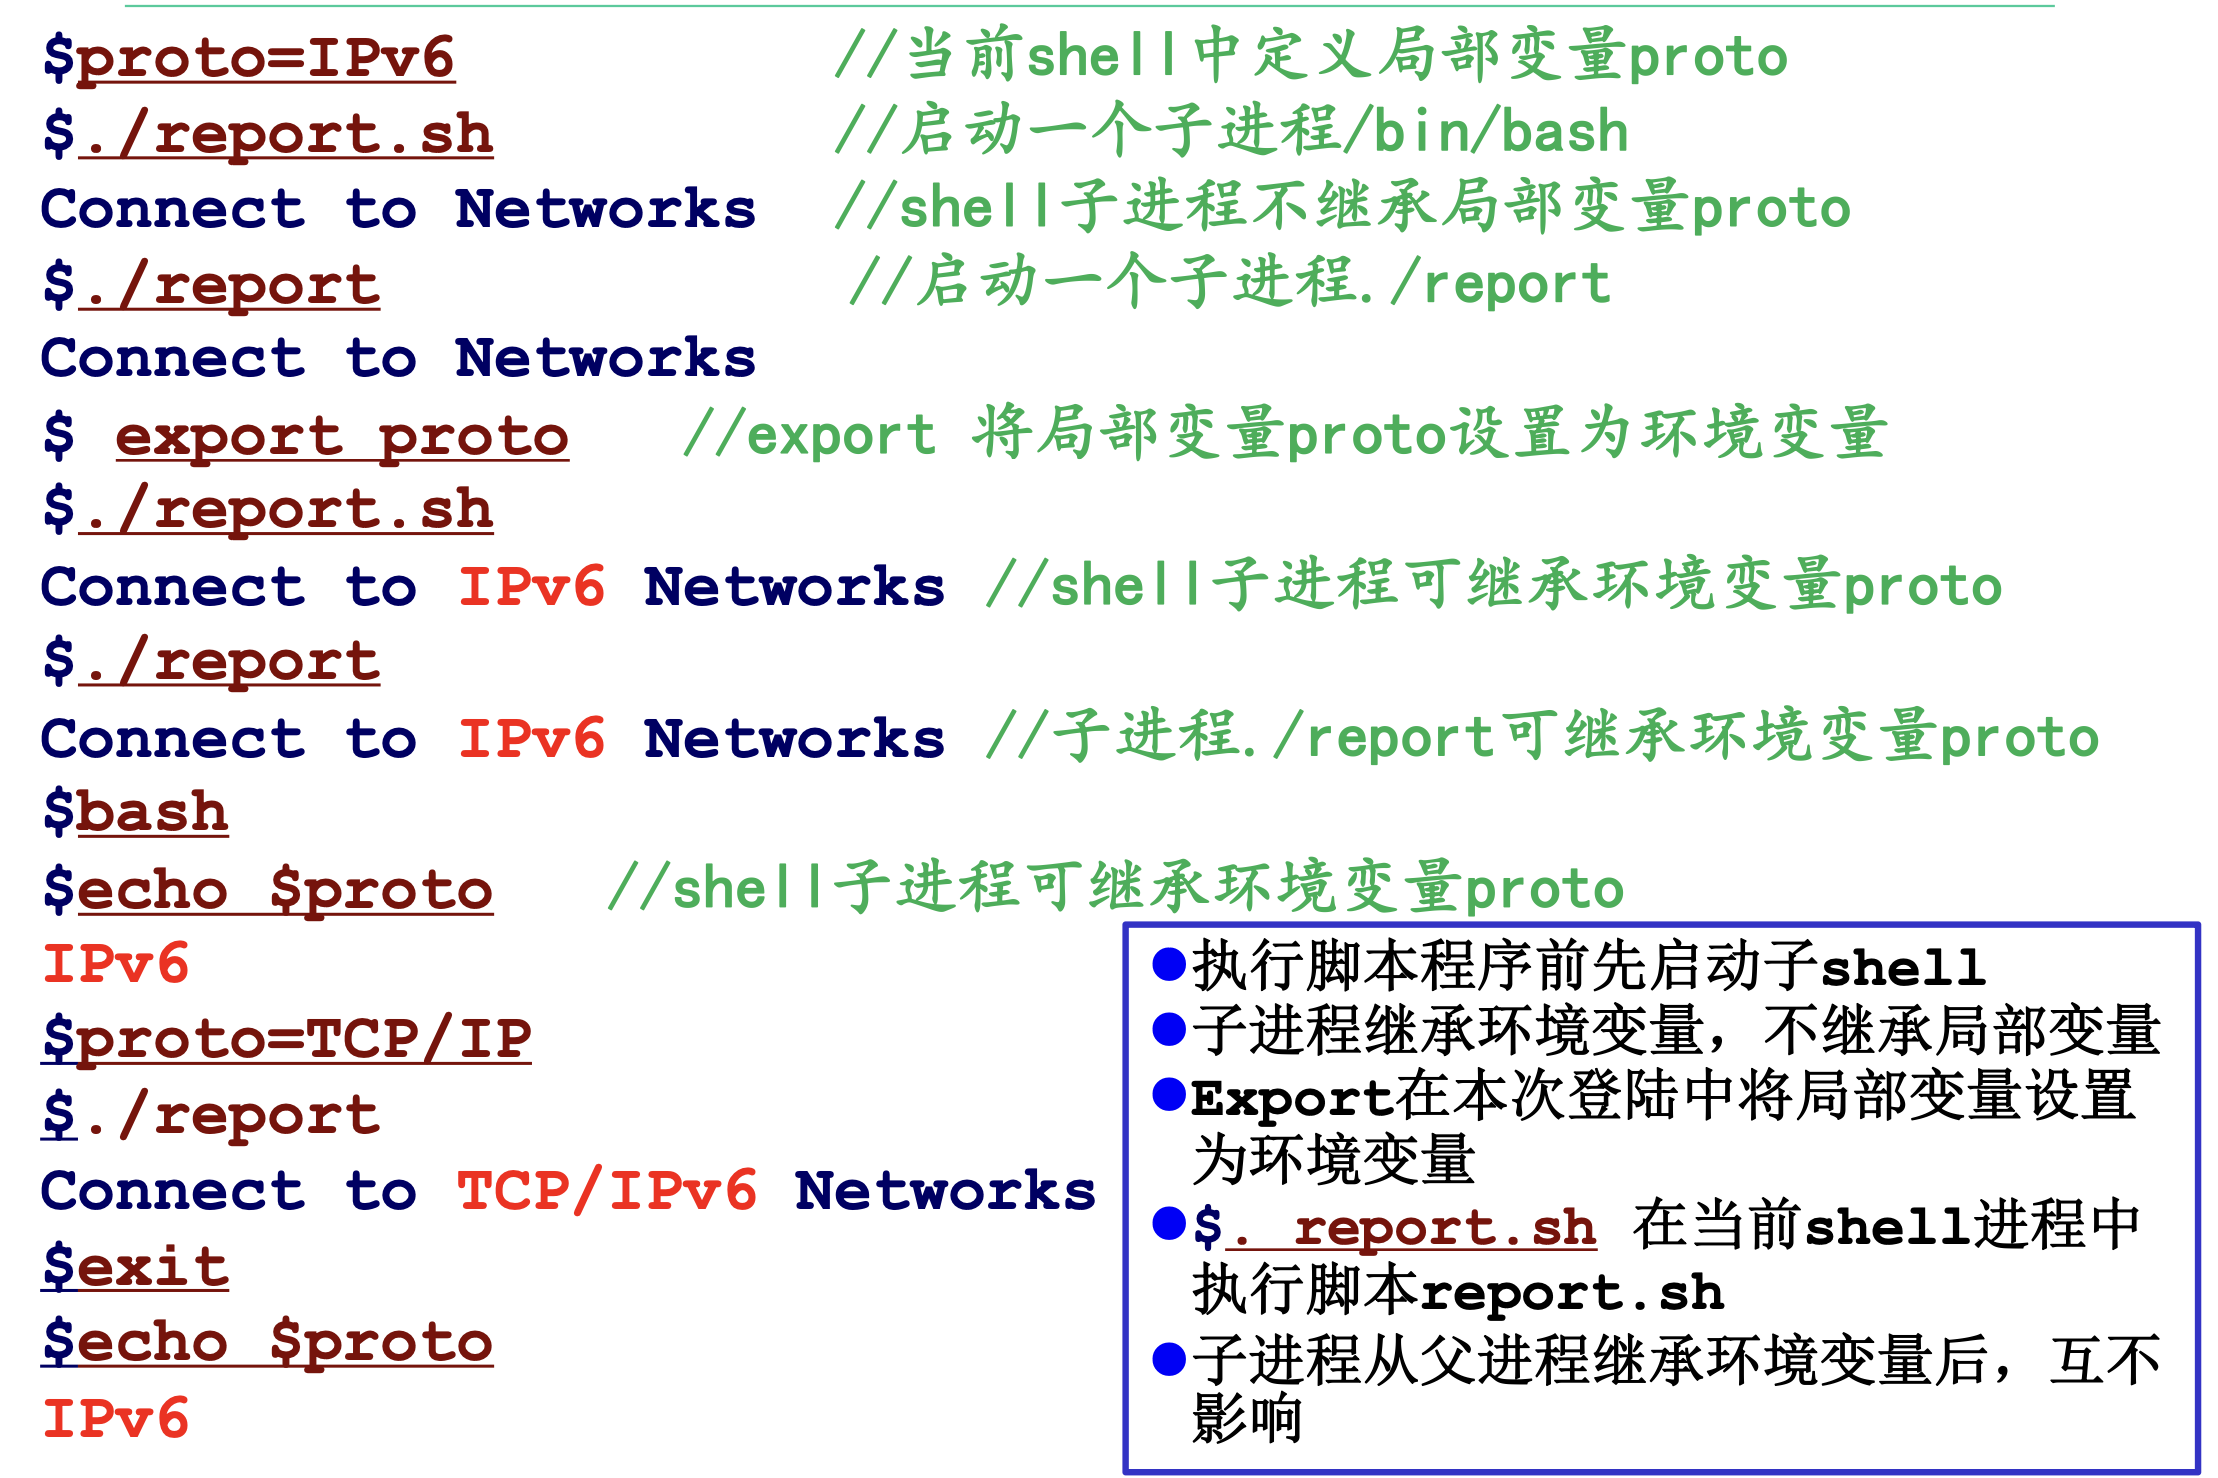 $proto=IPv6 //当前shell中定义局部变量proto
$./report.sh //启动一个子进程/bin/bash
Connect to Networks //shell子进程不继承局部变量proto
$./report //启动一个子进程./report
Connect to Networks
$ export proto //export 将局部变量proto设置为环境变量
$./report.sh
Connect to IPv6 Networks //shell子进程可继承环境变量proto
$./report
Connect to IPv6 Networks //子进程./report可继承环境变量proto
$bash
$echo $proto //shell子进程可继承环境变量proto
IPv6
$proto=TCP/IP
$./report
Connect to TCP/IPv6 Networks
$exit
$echo $proto
IPv6
●执行脚本程序前先启动子shell
●子进程继承环境变量，不继承局部变量
●Export在本次登陆中将局部变量设置
为环境变量
●$. report.sh 在当前shell进程中
执行脚本report.sh
●子进程从父进程继承环境变量后，互不
影响